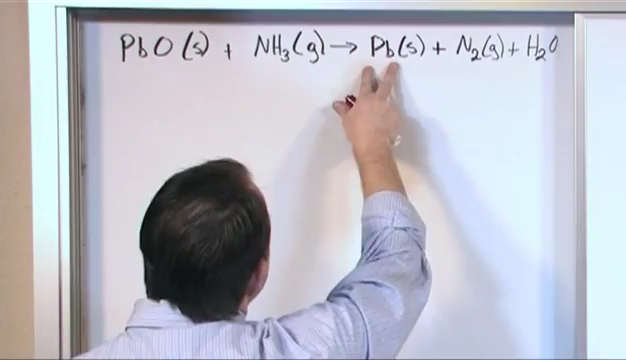 PbO(s) + NH₃(g) → Pb(s) + N₂(g) + H₂O